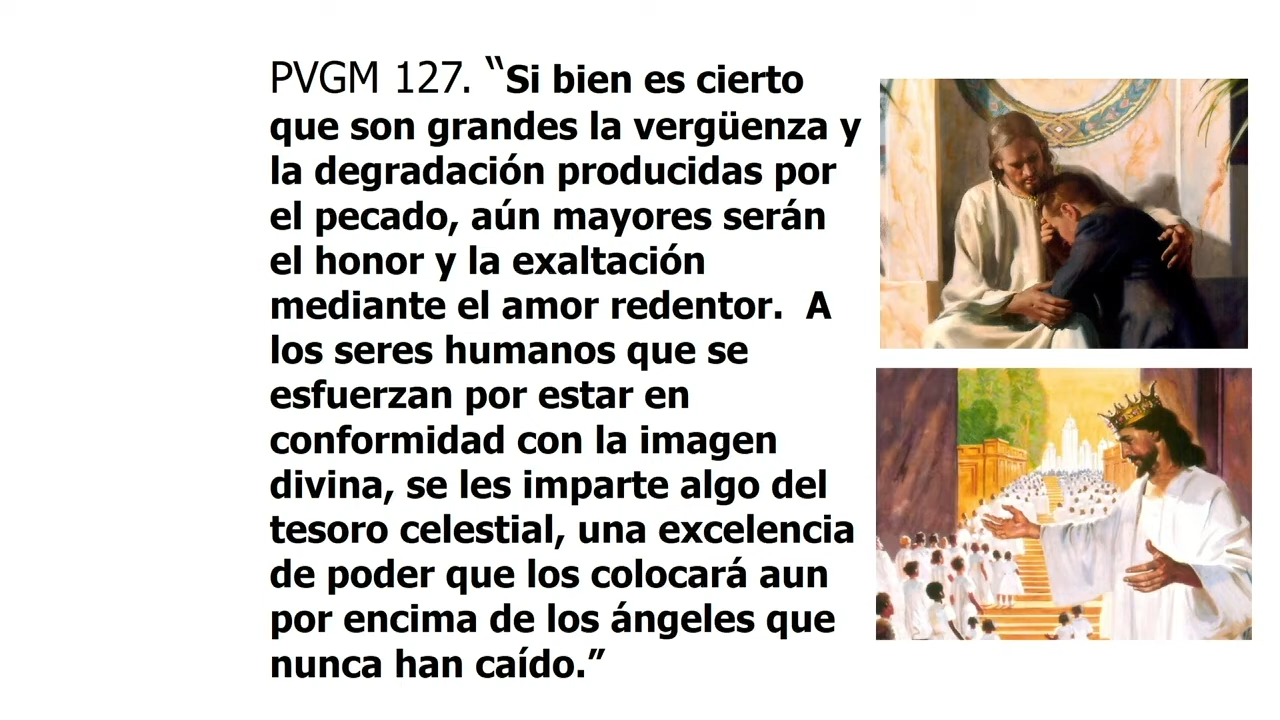 PVGM 127. “Si bien es cierto
que son grandes la vergüenza y
la degradación producidas por
el pecado, aún mayores serán
el honor y la exaltación
mediante el amor redentor.  A
los seres humanos que se
esfuerzan por estar en
conformidad con la imagen
divina, se les imparte algo del
tesoro celestial, una excelencia
de poder que los colocará aun
por encima de los ángeles que
nunca han caído.”